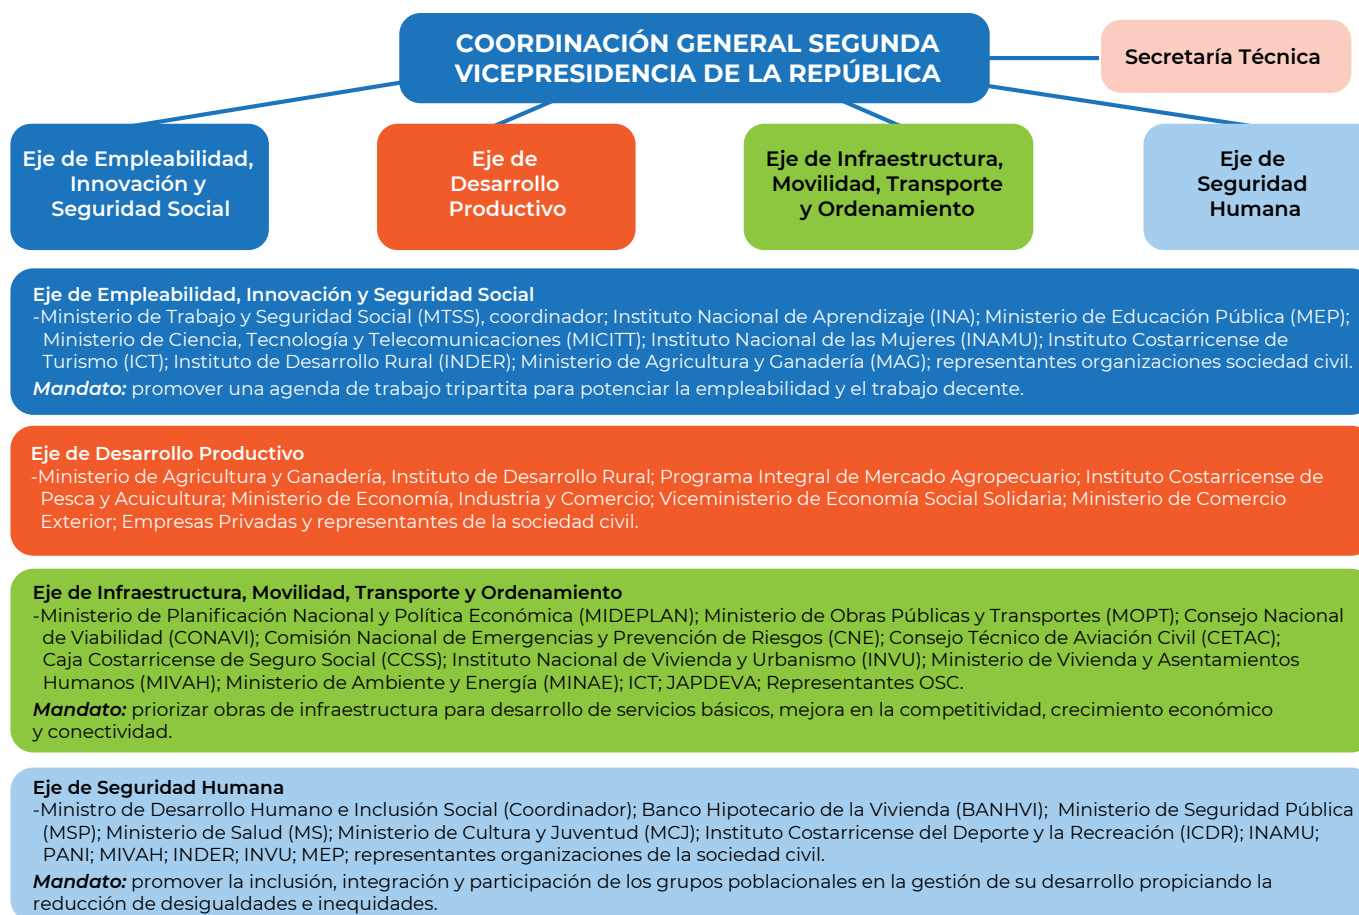 COORDINACIÓN GENERAL SEGUNDA
VICEPRESIDENCIA DE LA REPÚBLICA
Secretaría Técnica
Eje de Empleabilidad,
Innovación y
Seguridad Social
Eje de
Desarrollo
Productivo
Eje de Infraestructura,
Movilidad, Transporte
y Ordenamiento
Eje de
Seguridad
Humana
Eje de Empleabilidad, Innovación y Seguridad Social
-Ministerio de Trabajo y Seguridad Social (MTSS), coordinador; Instituto Nacional de Aprendizaje (INA); Ministerio de Educación Pública (MEP);
Ministerio de Ciencia, Tecnología y Telecomunicaciones (MICITT); Instituto Nacional de las Mujeres (INAMU); Instituto Costarricense de
Turismo (ICT); Instituto de Desarrollo Rural (INDER); Ministerio de Agricultura y Ganadería (MAG); representantes organizaciones sociedad civil.
Mandato: promover una agenda de trabajo tripartita para potenciar la empleabilidad y el trabajo decente.
Eje de Desarrollo Productivo
-Ministerio de Agricultura y Ganadería, Instituto de Desarrollo Rural; Programa Integral de Mercado Agropecuario; Instituto Costarricense de
Pesca y Acuicultura; Ministerio de Economía, Industria y Comercio; Viceministerio de Economía Social Solidaria; Ministerio de Comercio
Exterior; Empresas Privadas y representantes de la sociedad civil.
Eje de Infraestructura, Movilidad, Transporte y Ordenamiento
-Ministerio de Planificación Nacional y Política Económica (MIDEPLAN); Ministerio de Obras Públicas y Transportes (MOPT); Consejo Nacional
de Viabilidad (CONAVI); Comisión Nacional de Emergencias y Prevención de Riesgos (CNE); Consejo Técnico de Aviación Civil (CETAC);
Caja Costarricense de Seguro Social (CCSS); Instituto Nacional de Vivienda y Urbanismo (INVU); Ministerio de Vivienda y Asentamientos
Humanos (MIVAH); Ministerio de Ambiente y Energía (MINAE); ICT; JAPDEVA; Representantes OSC.
Mandato: priorizar obras de infraestructura para desarrollo de servicios básicos, mejora en la competitividad, crecimiento económico
y conectividad.
Eje de Seguridad Humana
-Ministro de Desarrollo Humano e Inclusión Social (Coordinador); Banco Hipotecario de la Vivienda (BANHVI); Ministerio de Seguridad Pública
(MSP); Ministerio de Salud (MS); Ministerio de Cultura y Juventud (MCJ); Instituto Costarricense del Deporte y la Recreación (ICDR); INAMU;
PANI; MIVAH; INDER; INVU; MEP; representantes organizaciones de la sociedad civil.
Mandato: promover la inclusión, integración y participación de los grupos poblacionales en la gestión de su desarrollo propiciando la
reducción de desigualdades e inequidades.